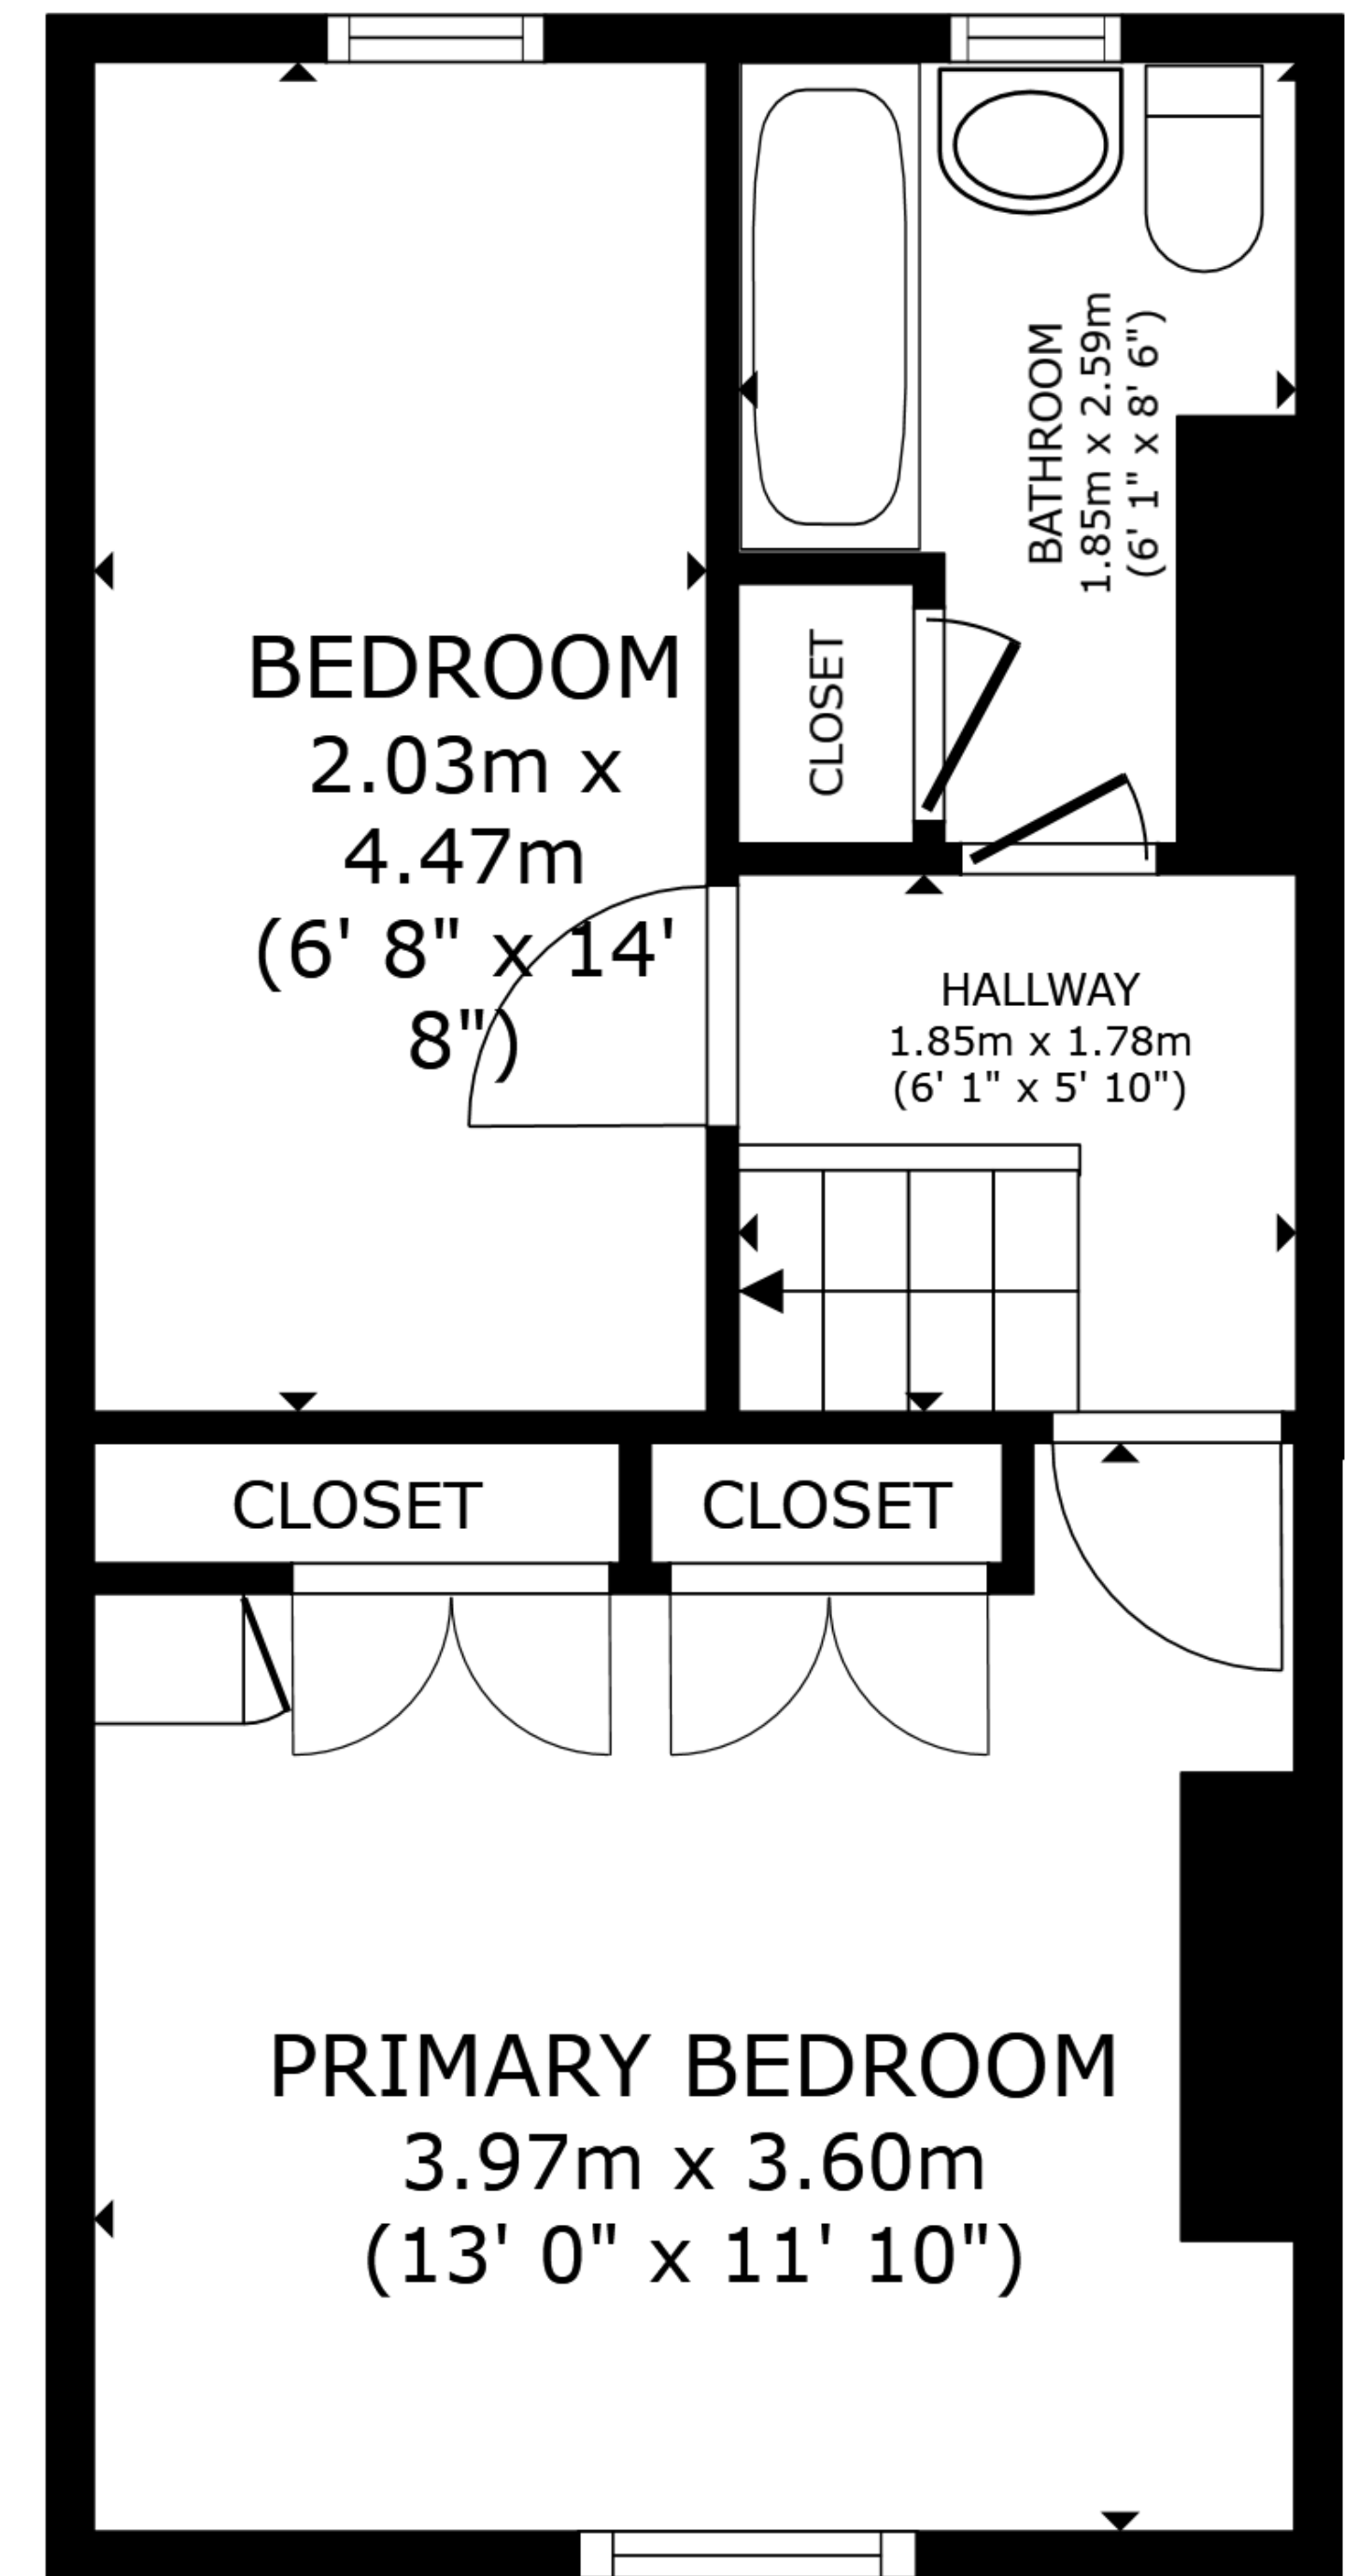 BATHROOM
1.85m x 2.59m
(6' 1" x 8' 6")
BEDROOM
2.03m x
4.47m
(6' 8" x 14'
8")
CLOSET
HALLWAY
1.85m x 1.78m
(6' 1" x 5' 10")
CLOSET
CLOSET
PRIMARY BEDROOM
3.97m x 3.60m
(13' 0" x 11' 10")